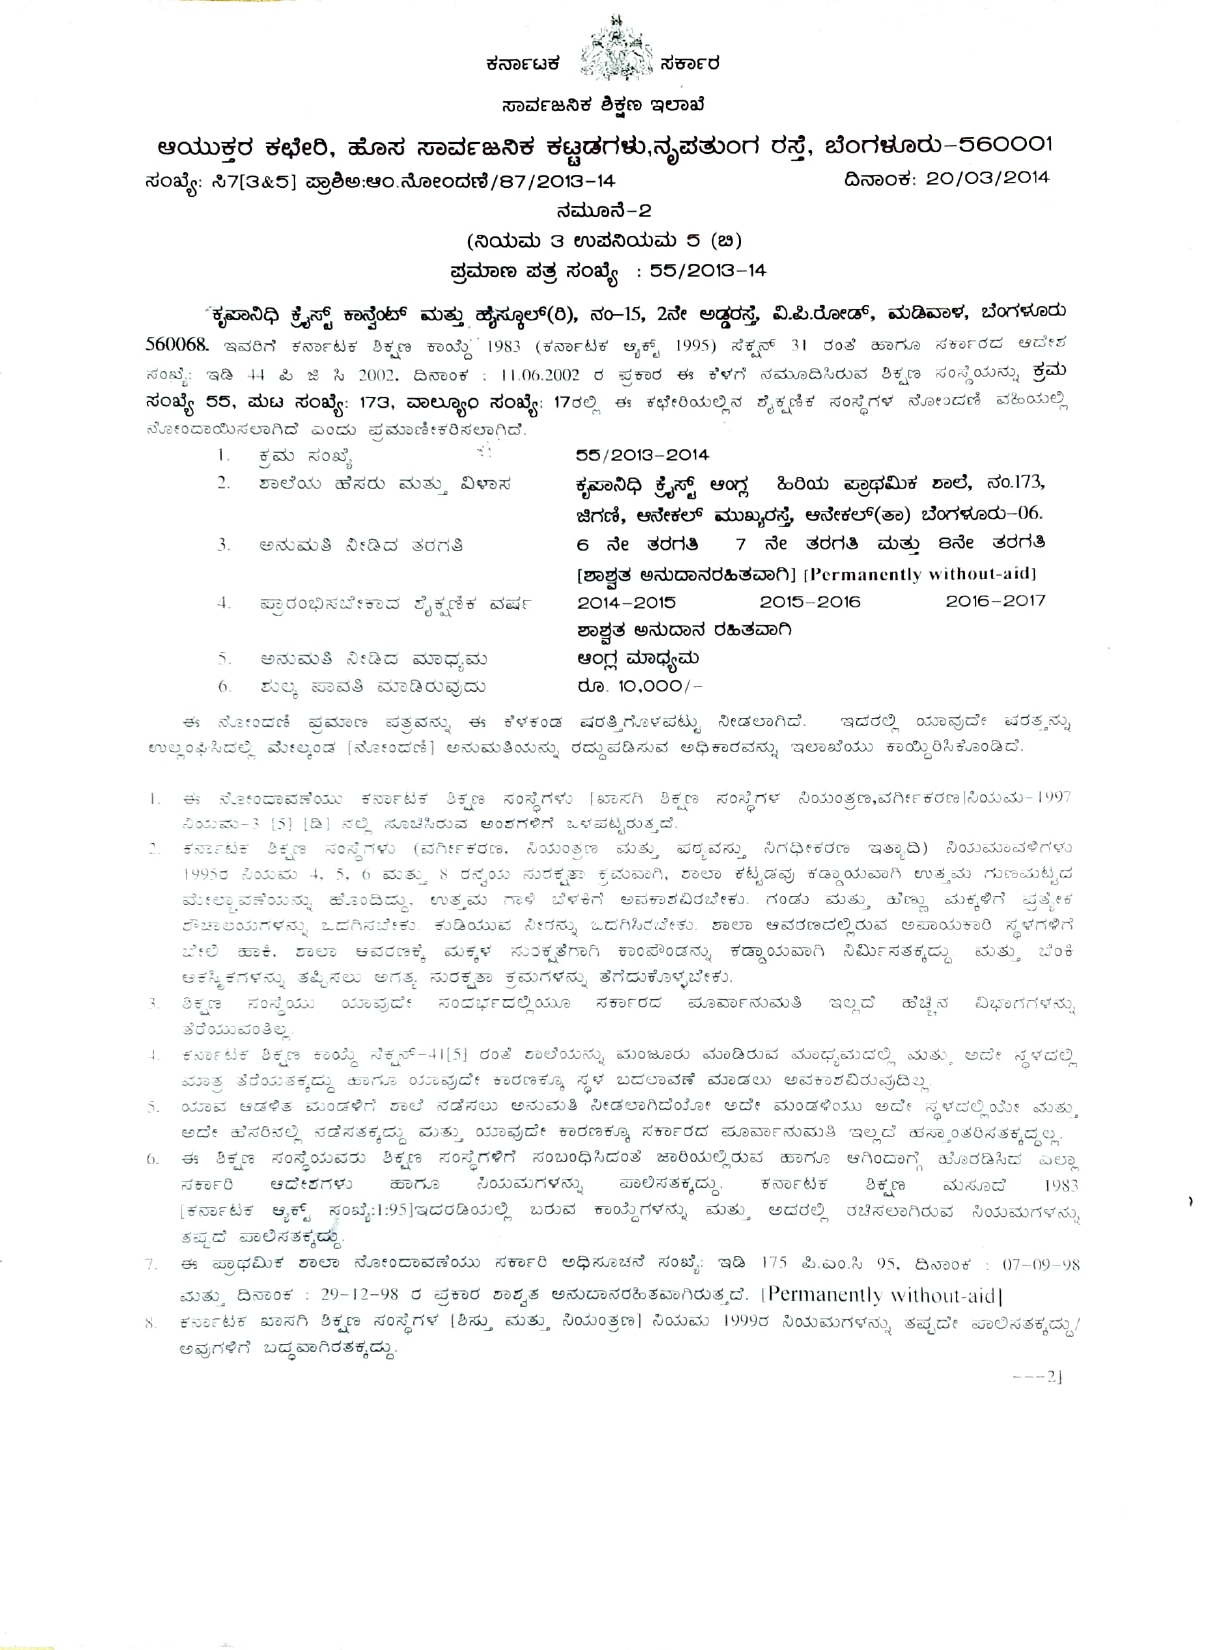 ಕರ್ನಾಟಕ ಸರ್ಕಾರ
ಸಾರ್ವಜನಿಕ ಶಿಕ್ಷಣ ಇಲಾಖೆ
ಆಯುಕ್ತರ ಕಛೇರಿ, ಹೊಸ ಸಾರ್ವಜನಿಕ ಕಟ್ಟಡಗಳು,ನೃಪತುಂಗ ರಸ್ತೆ, ಬೆಂಗಳೂರು-560001
ಸಂಖ್ಯೆ: ಸಿ7[3&5] ಪ್ರಾಶಿಅ:ಆಂ.ನೋಂದಣಿ/87/2013-14 ದಿನಾಂಕ: 20/03/2014
ನಮೂನೆ-2
(ನಿಯಮ 3 ಉಪನಿಯಮ 5 (ಬಿ)
ಪ್ರಮಾಣ ಪತ್ರ ಸಂಖ್ಯೆ : 55/2013-14
ಕೃಪಾನಿಧಿ ಕ್ರೈಸ್ಟ್ ಕಾನ್ವೆಂಟ್ ಮತ್ತು ಹೈಸ್ಕೂಲ್(ರಿ), ನಂ-15, 2ನೇ ಅಡ್ಡರಸ್ತೆ, ವಿ.ಪಿ.ರೋಡ್, ಮಡಿವಾಳ, ಬೆಂಗಳೂರು
560068. ಇವರಿಗೆ ಕರ್ನಾಟಕ ಶಿಕ್ಷಣ ಕಾಯ್ದೆ 1983 (ಕರ್ನಾಟಕ ಆ್ಯಕ್ಟ್ 1995) ಸೆಕ್ಷನ್ 31 ರಂತೆ ಹಾಗೂ ಸರ್ಕಾರದ ಆದೇಶ
ಸಂಖ್ಯೆ: ಇಡಿ 44 ಪಿ ಜಿ ಸಿ 2002. ದಿನಾಂಕ : 11.06.2002 ರ ಪ್ರಕಾರ ಈ ಕೆಳಗೆ ನಮೂದಿಸಿರುವ ಶಿಕ್ಷಣ ಸಂಸ್ಥೆಯನ್ನು ಕ್ರಮ
ಸಂಖ್ಯೆ 55, ಪುಟ ಸಂಖ್ಯೆ: 173, ವಾಲ್ಯೂಂ ಸಂಖ್ಯೆ: 17ರಲ್ಲಿ ಈ ಕಛೇರಿಯಲ್ಲಿನ ಶೈಕ್ಷಣಿಕ ಸಂಸ್ಥೆಗಳ ನೋಂದಣಿ ವಹಿಯಲ್ಲಿ
ನೋಂದಾಯಿಸಲಾಗಿದೆ ಎಂದು ಪ್ರಮಾಣೀಕರಿಸಲಾಗಿದೆ.
1. ಕ್ರಮ ಸಂಖ್ಯೆ 55/2013-2014
2. ಶಾಲೆಯ ಹೆಸರು ಮತ್ತು ವಿಳಾಸ ಕೃಪಾನಿಧಿ ಕ್ರೈಸ್ಟ್ ಆಂಗ್ಲ ಹಿರಿಯ ಪ್ರಾಥಮಿಕ ಶಾಲೆ, ನಂ.173,
ಜಿಗಣಿ, ಆನೇಕಲ್ ಮುಖ್ಯರಸ್ತೆ, ಆನೇಕಲ್(ತಾ) ಬೆಂಗಳೂರು-06.
3. ಅನುಮತಿ ನೀಡಿದ ತರಗತಿ 6 ನೇ ತರಗತಿ 7 ನೇ ತರಗತಿ ಮತ್ತು 8ನೇ ತರಗತಿ
[ಶಾಶ್ವತ ಅನುದಾನರಹಿತವಾಗಿ] [Permanently without-aid]
4. ಪ್ರಾರಂಭಿಸಬೇಕಾದ ಶೈಕ್ಷಣಿಕ ವರ್ಷ 2014-2015 2015-2016 2016-2017
ಶಾಶ್ವತ ಅನುದಾನ ರಹಿತವಾಗಿ
5. ಅನುಮತಿ ನೀಡಿದ ಮಾಧ್ಯಮ ಆಂಗ್ಲ ಮಾಧ್ಯಮ
6. ಶುಲ್ಕ ಪಾವತಿ ಮಾಡಿರುವುದು ರೂ. 10,000/-
ಈ ನೋಂದಣಿ ಪ್ರಮಾಣ ಪತ್ರವನ್ನು ಈ ಕೆಳಕಂಡ ಷರತ್ತಿಗೊಳಪಟ್ಟು ನೀಡಲಾಗಿದೆ. ಇದರಲ್ಲಿ ಯಾವುದೇ ಷರತ್ತನ್ನು
ಉಲ್ಲಂಘಿಸಿದಲ್ಲಿ ಮೇಲ್ಕಂಡ [ನೋಂದಣಿ] ಅನುಮತಿಯನ್ನು ರದ್ದುಪಡಿಸುವ ಅಧಿಕಾರವನ್ನು ಇಲಾಖೆಯು ಕಾಯ್ದಿರಿಸಿಕೊಂಡಿದೆ.
1. ಈ ನೋಂದಾವಣೆಯು ಕರ್ನಾಟಕ ಶಿಕ್ಷಣ ಸಂಸ್ಥೆಗಳು [ಖಾಸಗಿ ಶಿಕ್ಷಣ ಸಂಸ್ಥೆಗಳ ನಿಯಂತ್ರಣ,ವರ್ಗೀಕರಣ]ನಿಯಮ-1997
ನಿಯಮ-3 [5] [ಡಿ] ನಲ್ಲಿ ಸೂಚಿಸಿರುವ ಅಂಶಗಳಿಗೆ ಒಳಪಟ್ಟಿರುತ್ತದೆ.
2. ಕರ್ನಾಟಕ ಶಿಕ್ಷಣ ಸಂಸ್ಥೆಗಳು (ವರ್ಗೀಕರಣ, ನಿಯಂತ್ರಣ ಮತ್ತು ಪಠ್ಯವಸ್ತು ನಿಗಧೀಕರಣ ಇತ್ಯಾದಿ) ನಿಯಮಾವಳಿಗಳು
1995ರ ನಿಯಮ 4, 5, 6 ಮತ್ತು 8 ರನ್ವಯ ಸುರಕ್ಷತಾ ಕ್ರಮವಾಗಿ, ಶಾಲಾ ಕಟ್ಟಡವು ಕಡ್ಡಾಯವಾಗಿ ಉತ್ತಮ ಗುಣಮಟ್ಟದ
ಮೇಲ್ಛಾವಣೆಯನ್ನು ಹೊಂದಿದ್ದು, ಉತ್ತಮ ಗಾಳಿ ಬೆಳಕಿಗೆ ಅವಕಾಶವಿರಬೇಕು. ಗಂಡು ಮತ್ತು ಹೆಣ್ಣು ಮಕ್ಕಳಿಗೆ ಪ್ರತ್ಯೇಕ
ಶೌಚಾಲಯಗಳನ್ನು ಒದಗಿಸಬೇಕು. ಕುಡಿಯುವ ನೀರನ್ನು ಒದಗಿಸಿರಬೇಕು. ಶಾಲಾ ಆವರಣದಲ್ಲಿರುವ ಅಪಾಯಕಾರಿ ಸ್ಥಳಗಳಿಗೆ
ಬೇಲಿ ಹಾಕಿ. ಶಾಲಾ ಆವರಣಕ್ಕೆ ಮಕ್ಕಳ ಸುರಕ್ಷತೆಗಾಗಿ ಕಾಂಪೌಂಡನ್ನು ಕಡ್ಡಾಯವಾಗಿ ನಿರ್ಮಿಸತಕ್ಕದ್ದು ಮತ್ತು ಬೆಂಕಿ
ಆಕಸ್ಮಿಕಗಳನ್ನು ತಪ್ಪಿಸಲು ಅಗತ್ಯ ಸುರಕ್ಷತಾ ಕ್ರಮಗಳನ್ನು ತೆಗೆದುಕೊಳ್ಳಬೇಕು.
3. ಶಿಕ್ಷಣ ಸಂಸ್ಥೆಯು ಯಾವುದೇ ಸಂದರ್ಭದಲ್ಲಿಯೂ ಸರ್ಕಾರದ ಪೂರ್ವಾನುಮತಿ ಇಲ್ಲದೆ ಹೆಚ್ಚಿನ ವಿಭಾಗಗಳನ್ನು
ತೆರೆಯುವಂತಿಲ್ಲ.
4. ಕರ್ನಾಟಕ ಶಿಕ್ಷಣ ಕಾಯ್ದೆ ಸೆಕ್ಷನ್-41[5] ರಂತೆ ಶಾಲೆಯನ್ನು ಮಂಜೂರು ಮಾಡಿರುವ ಮಾಧ್ಯಮದಲ್ಲಿ ಮತ್ತು ಅದೇ ಸ್ಥಳದಲ್ಲಿ
ಮಾತ್ರ ತೆರೆಯತಕ್ಕದ್ದು ಹಾಗೂ ಯಾವುದೇ ಕಾರಣಕ್ಕೂ ಸ್ಥಳ ಬದಲಾವಣೆ ಮಾಡಲು ಅವಕಾಶವಿರುವುದಿಲ್ಲ.
5. ಯಾವ ಆಡಳಿತ ಮಂಡಳಿಗೆ ಶಾಲೆ ನಡೆಸಲು ಅನುಮತಿ ನೀಡಲಾಗಿದೆಯೋ ಅದೇ ಮಂಡಳಿಯು ಅದೇ ಸ್ಥಳದಲ್ಲಿಯೇ ಮತ್ತು
ಅದೇ ಹೆಸರಿನಲ್ಲಿ ನಡೆಸತಕ್ಕದ್ದು ಮತ್ತು ಯಾವುದೇ ಕಾರಣಕ್ಕೂ ಸರ್ಕಾರದ ಪೂರ್ವಾನುಮತಿ ಇಲ್ಲದೆ ಹಸ್ತಾಂತರಿಸತಕ್ಕದ್ದಲ್ಲ.
6. ಈ ಶಿಕ್ಷಣ ಸಂಸ್ಥೆಯವರು ಶಿಕ್ಷಣ ಸಂಸ್ಥೆಗಳಿಗೆ ಸಂಬಂಧಿಸಿದಂತೆ ಜಾರಿಯಲ್ಲಿರುವ ಹಾಗೂ ಆಗಿಂದಾಗ್ಗೆ ಹೊರಡಿಸಿದ ಎಲ್ಲಾ
ಸರ್ಕಾರಿ ಆದೇಶಗಳು ಹಾಗೂ ನಿಯಮಗಳನ್ನು ಪಾಲಿಸತಕ್ಕದ್ದು. ಕರ್ನಾಟಕ ಶಿಕ್ಷಣ ಮಸೂದೆ 1983
[ಕರ್ನಾಟಕ ಆ್ಯಕ್ಟ್ ಸಂಖ್ಯೆ:1:95]ಇದರಡಿಯಲ್ಲಿ ಬರುವ ಕಾಯ್ದೆಗಳನ್ನು ಮತ್ತು ಅದರಲ್ಲಿ ರಚಿಸಲಾಗಿರುವ ನಿಯಮಗಳನ್ನು
ತಪ್ಪದೆ ಪಾಲಿಸತಕ್ಕದ್ದು.
7. ಈ ಪ್ರಾಥಮಿಕ ಶಾಲಾ ನೋಂದಾವಣೆಯು ಸರ್ಕಾರಿ ಅಧಿಸೂಚನೆ ಸಂಖ್ಯೆ: ಇಡಿ 175 ಪಿ.ಎಂ.ಸಿ 95. ದಿನಾಂಕ : 07-09-98
ಮತ್ತು ದಿನಾಂಕ : 29-12-98 ರ ಪ್ರಕಾರ ಶಾಶ್ವತ ಅನುದಾನರಹಿತವಾಗಿರುತ್ತದೆ. [Permanently without-aid]
8. ಕರ್ನಾಟಕ ಖಾಸಗಿ ಶಿಕ್ಷಣ ಸಂಸ್ಥೆಗಳ [ಶಿಸ್ತು ಮತ್ತು ನಿಯಂತ್ರಣ] ನಿಯಮ 1999ರ ನಿಯಮಗಳನ್ನು ತಪ್ಪದೇ ಪಾಲಿಸತಕ್ಕದ್ದು/
ಅವುಗಳಿಗೆ ಬದ್ಧವಾಗಿರತಕ್ಕದ್ದು.
---2]